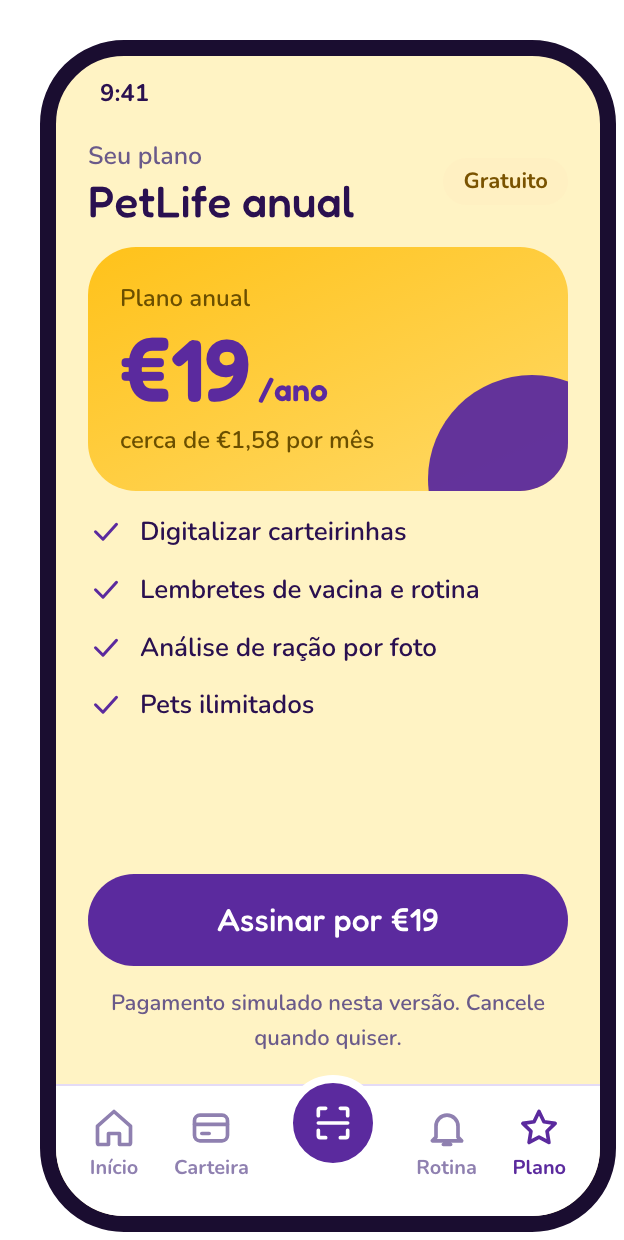 9:41
Seu plano
PetLife anual
Gratuito
Plano anual
€19 /ano
cerca de €1,58 por mês
Digitalizar carteirinhas
Lembretes de vacina e rotina
Análise de ração por foto
Pets ilimitados
Assinar por €19
Pagamento simulado nesta versão. Cancele
quando quiser.
Início
Carteira
Rotina
Plano